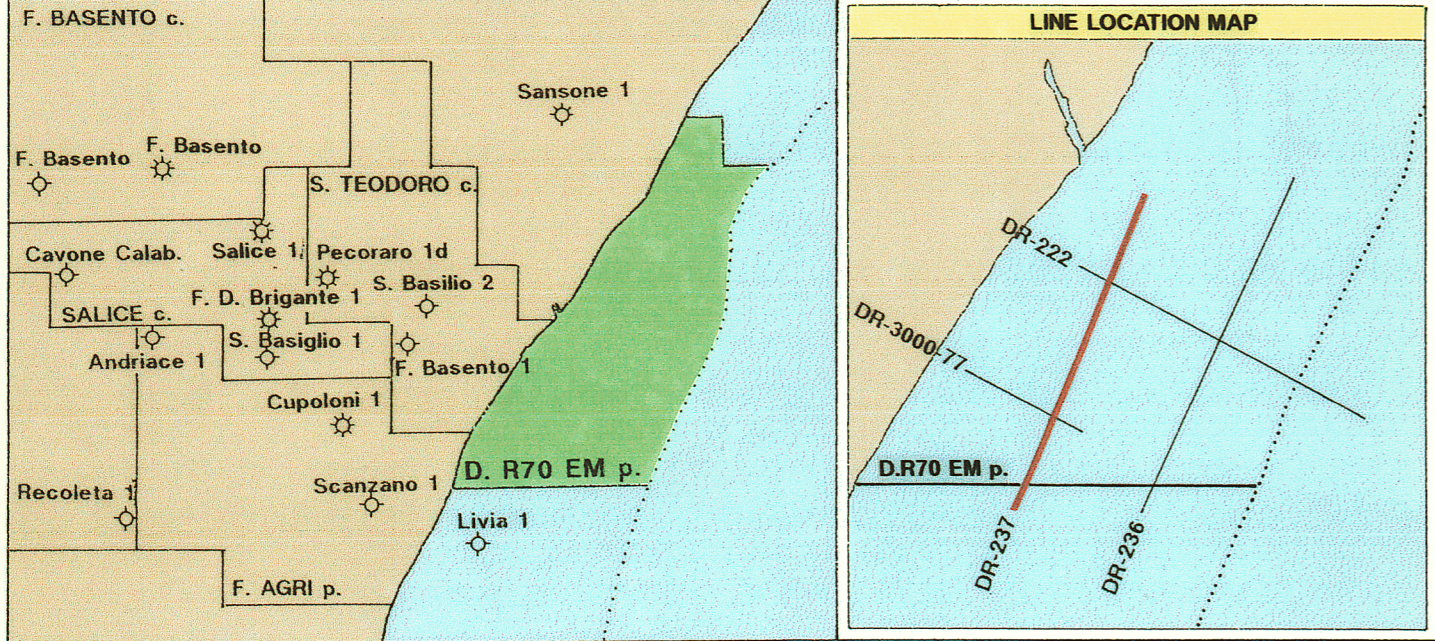 F. BASENTO c.
Sansone 1
F. Basento
F. Basento
S. TEODORO c.
Cavone Calab.
Salice 1
Pecoraro 1d
F. D. Brigante 1
S. Basilio 2
SALICE c.
Andriace 1
S. Basiglio 1
F. Basento 1
Cupoloni 1
D. R70 EM p.
Recoleta 1
Scanzano 1
Livia 1
F. AGRI p.
LINE LOCATION MAP
DR-222
DR-3000-77
D.R70 EM p.
DR-237
DR-236